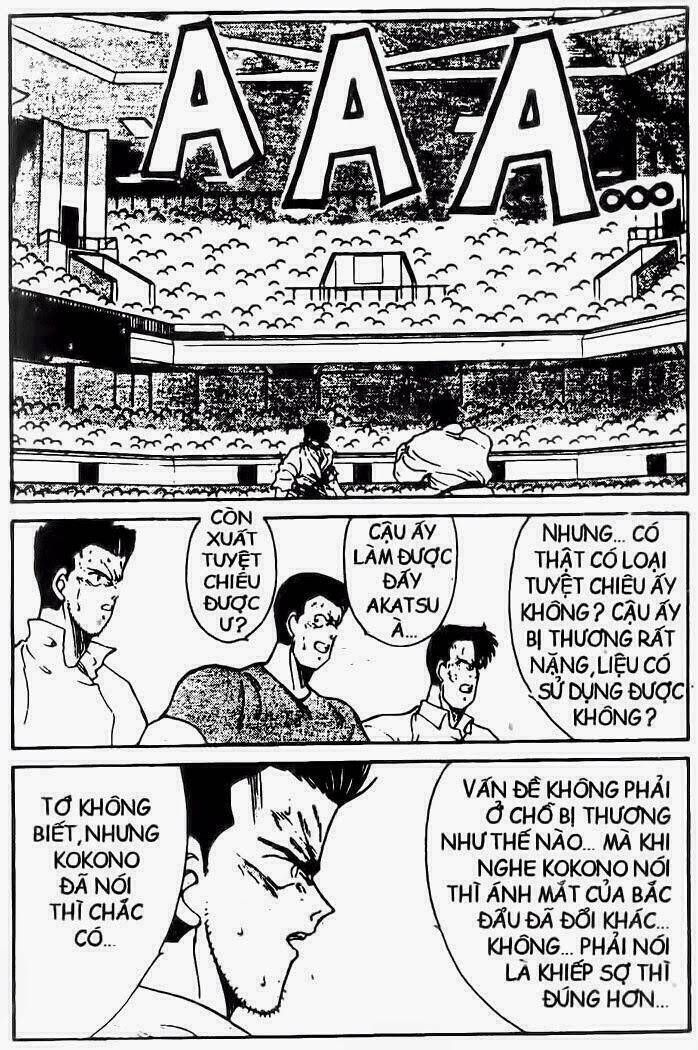 A A A...
NHƯNG... CÓ
THẬT CÓ LOẠI
TUYỆT CHIÊU ẤY
KHÔNG? CẬU ẤY
BỊ THƯƠNG RẤT
NẶNG, LIỆU CÓ
SỬ DỤNG ĐƯỢC
KHÔNG?
CẬU ẤY
LÀM ĐƯỢC
ĐẤY
AKATSU
À...
CÒN
XUẤT
TUYỆT
CHIÊU
ĐƯỢC
Ư?
VẤN ĐỀ KHÔNG PHẢI
Ở CHỖ BỊ THƯƠNG
NHƯ THẾ NÀO... MÀ KHI
NGHE KOKONO NÓI
THÌ ÁNH MẮT CỦA BẮC
ĐẨU ĐÃ ĐỔI KHÁC...
KHÔNG... PHẢI NÓI
LÀ KHIẾP SỢ THÌ
ĐÚNG HƠN...
TỚ KHÔNG
BIẾT, NHƯNG
KOKONO
ĐÃ NÓI
THÌ CHẮC
CÓ...